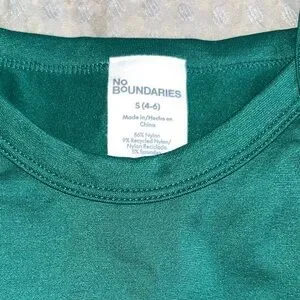 NO
BOUNDARIES
S (4-6)
Made in/Hecho en
China
86% Nylon
9% Recycled Nylon/
Nylon Reciclado
5% Spandex